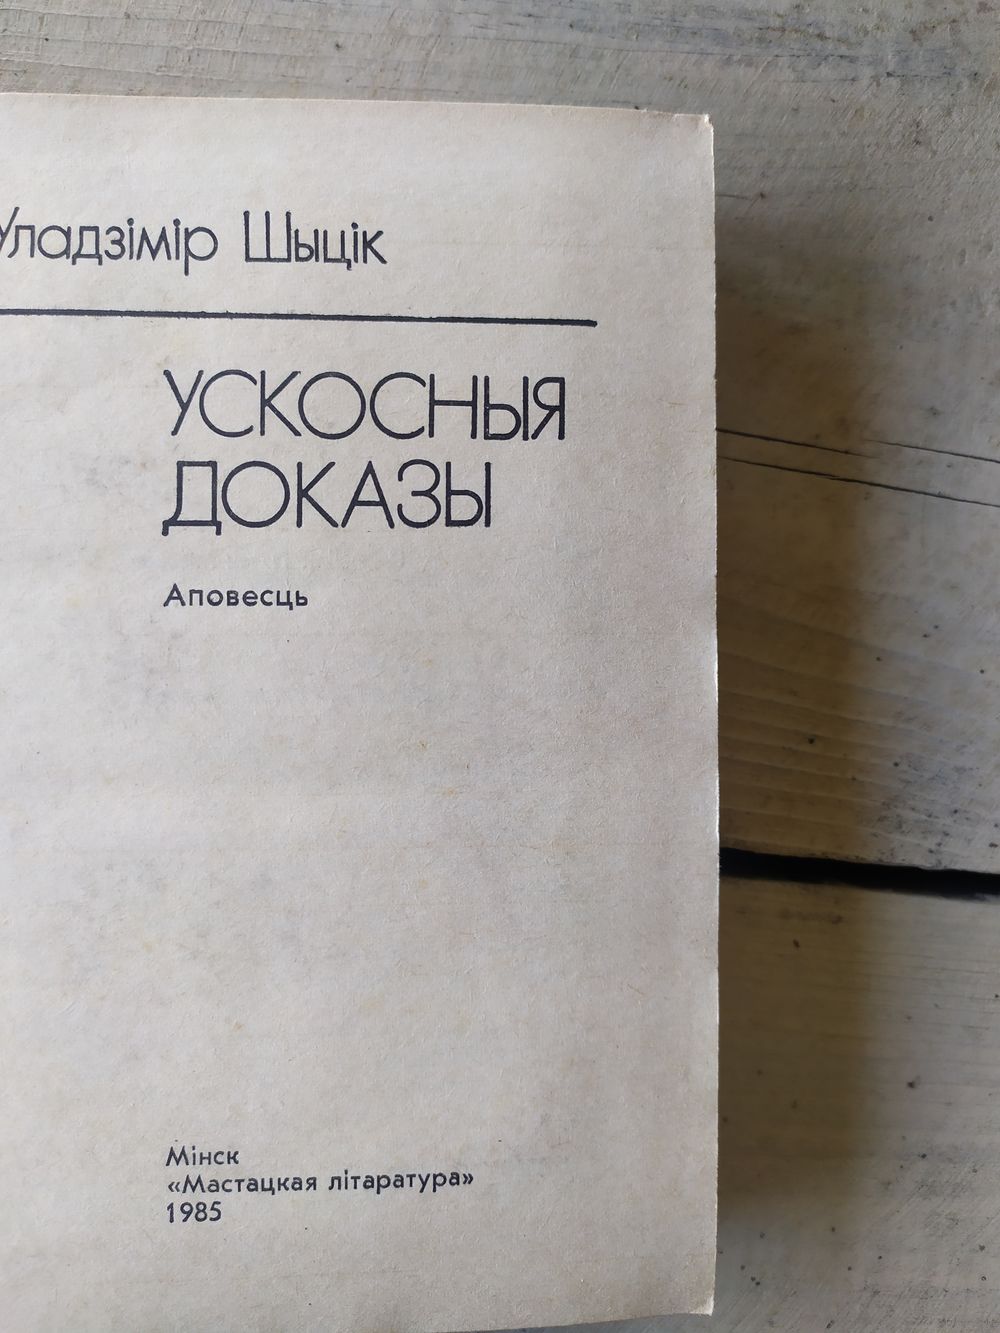 Уладзімір Шыцік
УСКОСНЫЯ
ДОКАЗЫ
Аповесць
Мінск
«Мастацкая літаратура»
1985